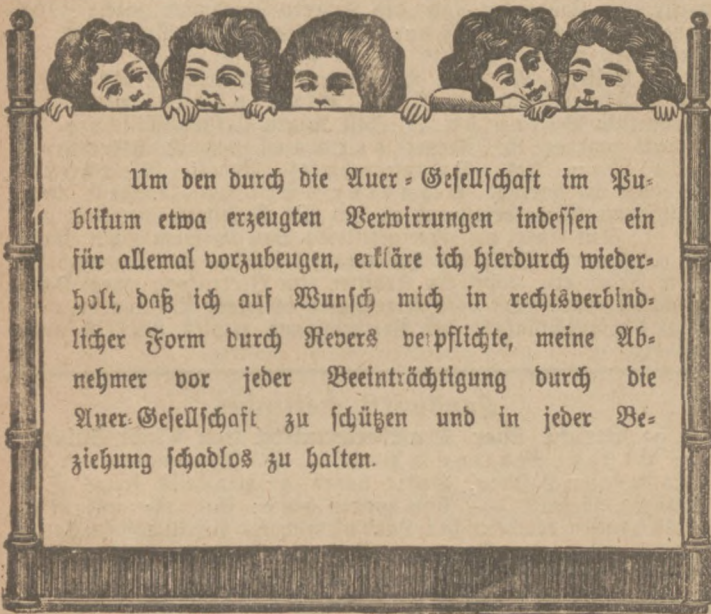 Um den durch die Auer-Gesellschaft im Pu-
blikum etwa erzeugten Verwirrungen indessen ein
für allemal vorzubeugen, erkläre ich hierdurch wieder-
holt, daß ich auf Wunsch mich in rechtsverbind-
licher Form durch Revers verpflichte, meine Ab-
nehmer vor jeder Beeinträchtigung durch die
Auer-Gesellschaft zu schützen und in jeder Be-
ziehung schadlos zu halten.